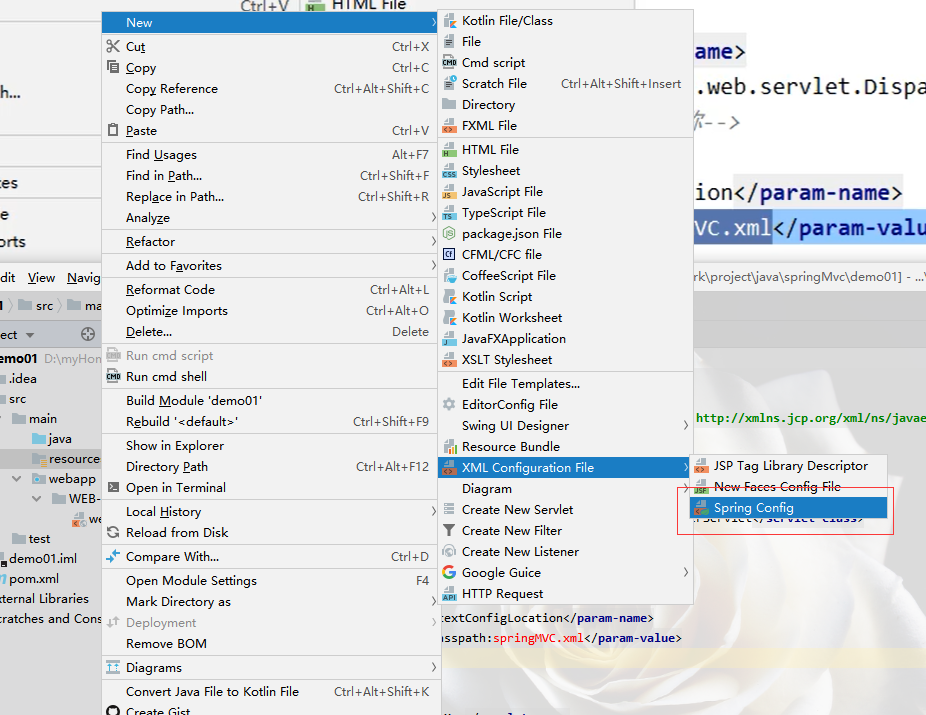 Ctrl+V
HTML File
New
Cut Ctrl+X
Copy Ctrl+C
Copy Reference Ctrl+Alt+Shift+C
Copy Path...
Paste Ctrl+V
Find Usages Alt+F7
Find in Path... Ctrl+Shift+F
Replace in Path... Ctrl+Shift+R
Analyze
Refactor
Add to Favorites
Reformat Code Ctrl+Alt+L
Optimize Imports Ctrl+Alt+O
Delete... Delete
Run cmd script
Run cmd shell
Build Module 'demo01'
Rebuild '<default>' Ctrl+Shift+F9
Show in Explorer
Directory Path Ctrl+Alt+F12
Open in Terminal
Local History
Reload from Disk
Compare With... Ctrl+D
Open Module Settings F4
Mark Directory as
Deployment
Remove BOM
Diagrams
Convert Java File to Kotlin File Ctrl+Alt+Shift+K
Create Gist...
Kotlin File/Class
File
Cmd script
Scratch File Ctrl+Alt+Shift+Insert
Directory
FXML File
HTML File
Stylesheet
JavaScript File
TypeScript File
package.json File
CFML/CFC file
CoffeeScript File
Kotlin Script
Kotlin Worksheet
JavaFXApplication
XSLT Stylesheet
Edit File Templates...
EditorConfig File
Swing UI Designer
Resource Bundle
XML Configuration File
Diagram
Create New Servlet
Create New Filter
Create New Listener
Google Guice
HTTP Request
JSP Tag Library Descriptor
New Faces Config File
Spring Config
ame>
.web.servlet.Dispa
-->
ion</param-name>
VC.xml</param-valu
h...
tes
e
orts
dit View Navig
rk\project\java\springMvc\demo01] - ...\
src ma
ect
emo01 D:\myHom
.idea
src
main
java
resource
webapp
WEB-
we
test
demo01.iml
pom.xml
ternal Libraries
cratches and Cons
http://xmlns.jcp.org/xml/ns/javae
rServlet</servlet-class>
textConfigLocation</param-name>
asspath:springMVC.xml</param-value>